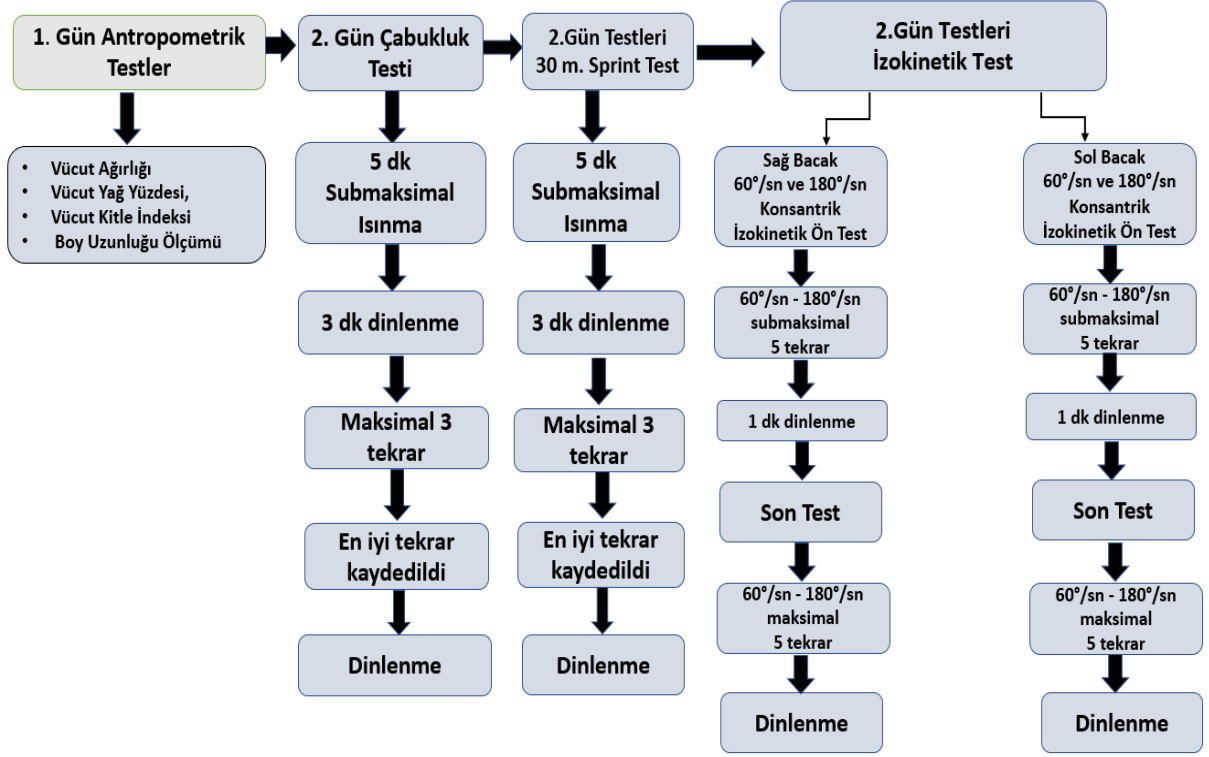 1. Gün Antropometrik
Testler
• Vücut Ağırlığı
• Vücut Yağ Yüzdesi,
• Vücut Kitle İndeksi
• Boy Uzunluğu Ölçümü
2. Gün Çabukluk
Testi
5 dk
Submaksimal
Isınma
3 dk dinlenme
Maksimal 3
tekrar
En iyi tekrar
kaydedildi
Dinlenme
2.Gün Testleri
30 m. Sprint Test
5 dk
Submaksimal
Isınma
3 dk dinlenme
Maksimal 3
tekrar
En iyi tekrar
kaydedildi
Dinlenme
2.Gün Testleri
İzokinetik Test
Sağ Bacak
60°/sn ve 180°/sn
Konsantrik
İzokinetik Ön Test
60°/sn - 180°/sn
submaksimal
5 tekrar
1 dk dinlenme
Son Test
60°/sn - 180°/sn
maksimal
5 tekrar
Dinlenme
Sol Bacak
60°/sn ve 180°/sn
Konsantrik
İzokinetik Ön Test
60°/sn - 180°/sn
submaksimal
5 tekrar
1 dk dinlenme
Son Test
60°/sn - 180°/sn
maksimal
5 tekrar
Dinlenme